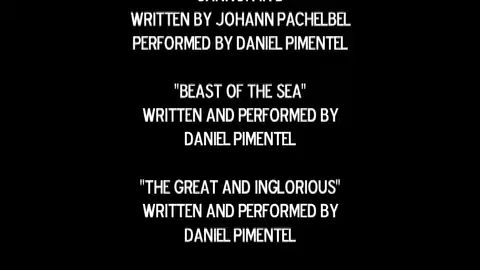 WRITTEN BY JOHANN PACHELBEL
PERFORMED BY DANIEL PIMENTEL
"BEAST OF THE SEA"
WRITTEN AND PERFORMED BY
DANIEL PIMENTEL
"THE GREAT AND INGLORIOUS"
WRITTEN AND PERFORMED BY
DANIEL PIMENTEL